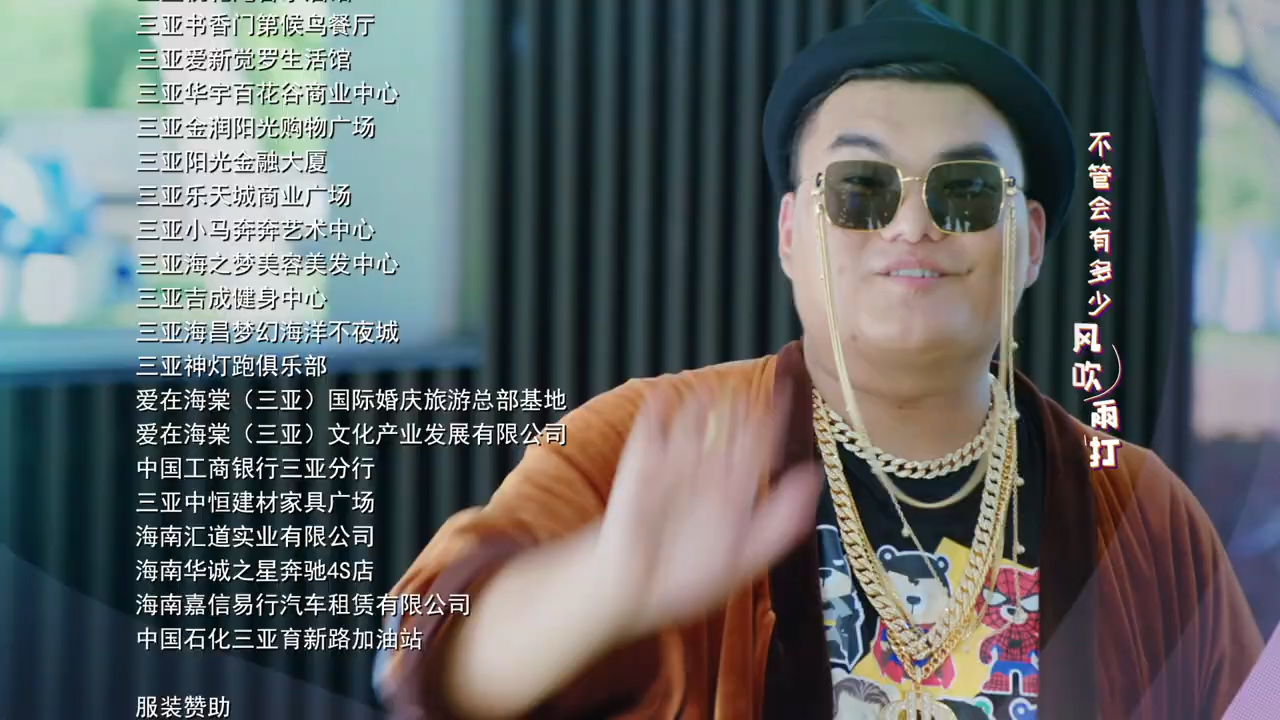 三亚书香门第候鸟餐厅
三亚爱新觉罗生活馆
三亚华宇百花谷商业中心
三亚金润阳光购物广场
三亚阳光金融大厦
三亚乐天城商业广场
三亚小马奔奔艺术中心
三亚海之梦美容美发中心
三亚吉成健身中心
三亚海昌梦幻海洋不夜城
三亚神灯跑俱乐部
爱在海棠（三亚）国际婚庆旅游总部基地
爱在海棠（三亚）文化产业发展有限公司
中国工商银行三亚分行
三亚中恒建材家具广场
海南汇道实业有限公司
海南华诚之星奔驰4S店
海南嘉信易行汽车租赁有限公司
中国石化三亚育新路加油站
服装赞助
不管会有多少风吹雨打